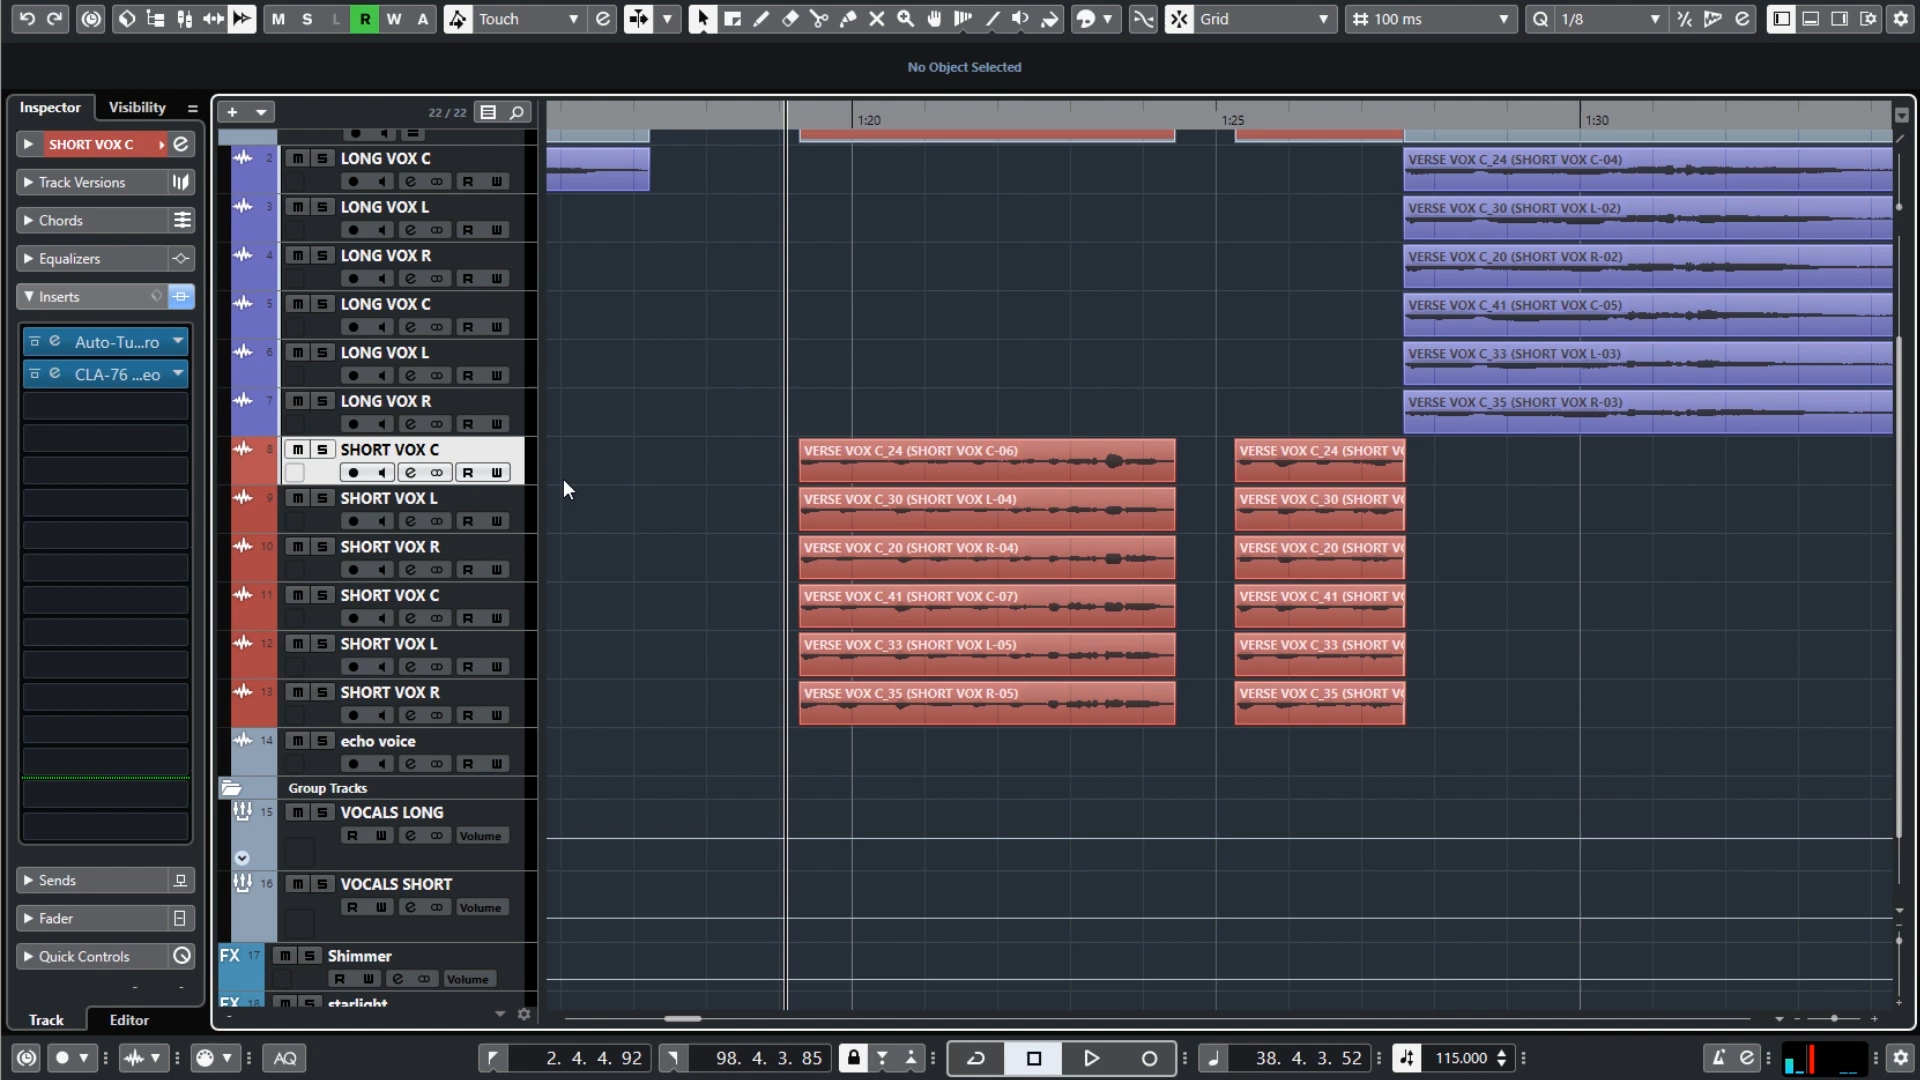 M S L R W A Touch Grid 100 ms Q 1/8
No Object Selected
Inspector Visibility
22 / 22
1:20 1:25 1:30
SHORT VOX C
Track Versions
Chords
Equalizers
Inserts
Auto-Tu...ro
CLA-76 ...eo
Sends
Fader
Quick Controls
- -
Track Editor
2 m S LONG VOX C
R W
3 m S LONG VOX L
R W
4 m S LONG VOX R
R W
5 m S LONG VOX C
R W
6 m S LONG VOX L
R W
7 m S LONG VOX R
R W
8 m S SHORT VOX C
R W
9 m S SHORT VOX L
R W
10 m S SHORT VOX R
R W
11 m S SHORT VOX C
R W
12 m S SHORT VOX L
R W
13 m S SHORT VOX R
R W
14 m S echo voice
R W
Group Tracks
15 m S VOCALS LONG
R W Volume
16 m S VOCALS SHORT
R W Volume
FX 17 m S Shimmer
R W Volume
FX 18 m S starlight
VERSE VOX C_24 (SHORT VOX C-04)
VERSE VOX C_30 (SHORT VOX L-02)
VERSE VOX C_20 (SHORT VOX R-02)
VERSE VOX C_41 (SHORT VOX C-05)
VERSE VOX C_33 (SHORT VOX L-03)
VERSE VOX C_35 (SHORT VOX R-03)
VERSE VOX C_24 (SHORT VOX C-06) VERSE VOX C_24 (SHORT VO
VERSE VOX C_30 (SHORT VOX L-04) VERSE VOX C_30 (SHORT VO
VERSE VOX C_20 (SHORT VOX R-04) VERSE VOX C_20 (SHORT VO
VERSE VOX C_41 (SHORT VOX C-07) VERSE VOX C_41 (SHORT VO
VERSE VOX C_33 (SHORT VOX L-05) VERSE VOX C_33 (SHORT VO
VERSE VOX C_35 (SHORT VOX R-05) VERSE VOX C_35 (SHORT VO
AQ 2. 4. 4. 92 98. 4. 3. 85 38. 4. 3. 52 115.000